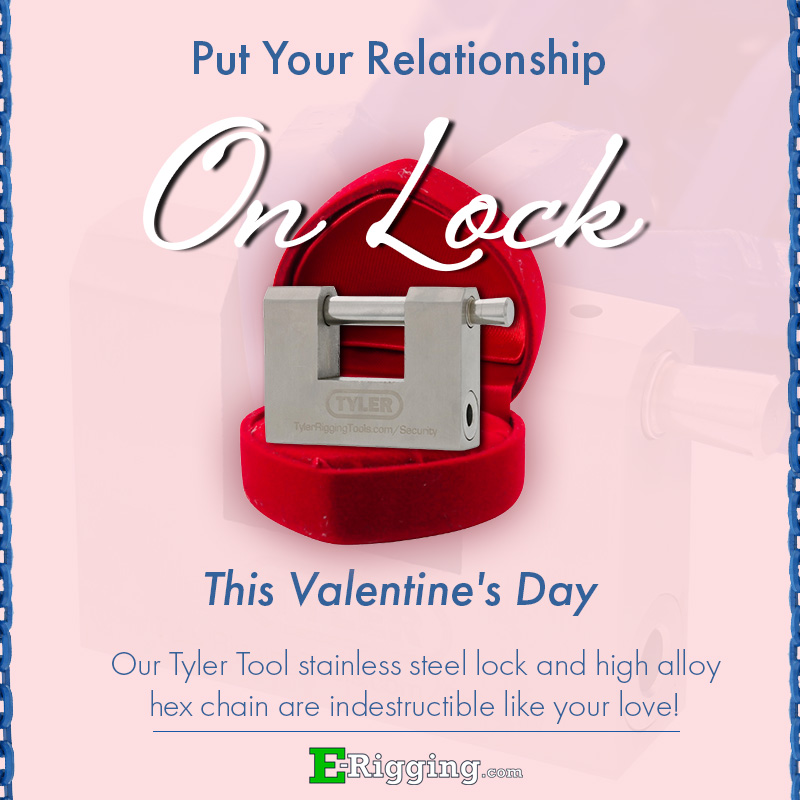 Put Your Relationship
On Lock
TYLER
TylerRiggingTools.com/Security
This Valentine's Day
Our Tyler Tool stainless steel lock and high alloy
hex chain are indestructible like your love!
E-Rigging.com